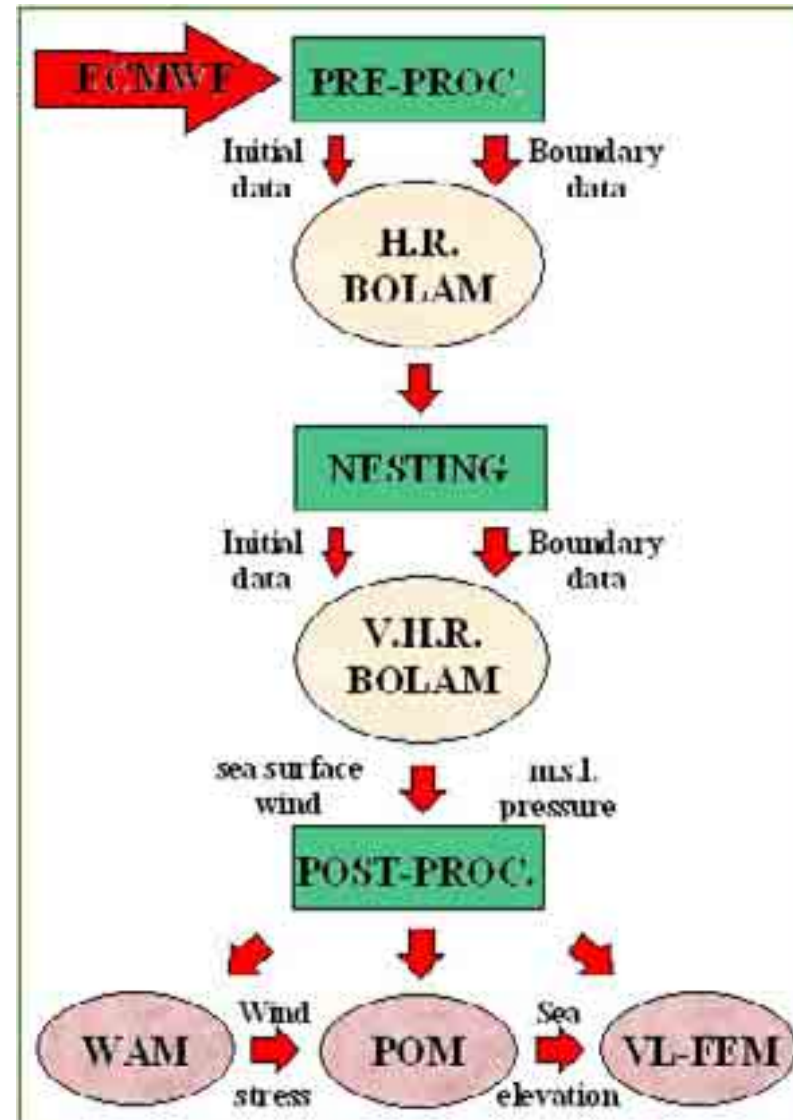 ECMWF
PRE-PROC.
Initial
data
Boundary
data
H.R.
BOLAM
NESTING
Initial
data
Boundary
data
V.H.R.
BOLAM
sea surface
wind
m.s.l.
pressure
POST-PROC.
WAM
Wind
stress
POM
Sea
elevation
VL-FEM